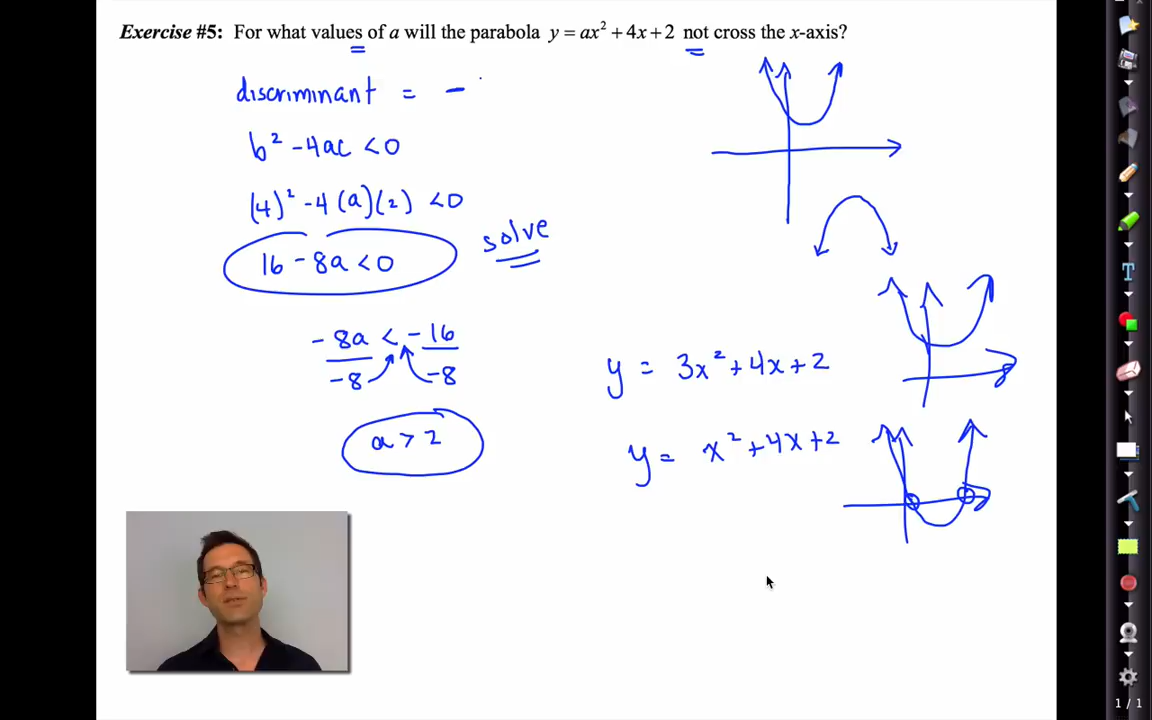 Exercise #5: For what values of a will the parabola y = ax² + 4x + 2 not cross the x-axis?
discriminant = -
b² - 4ac < 0
(4)² - 4(a)(2) < 0
16 - 8a < 0
solve
-8a < -16
-8 -8
a > 2
y = 3x² + 4x + 2
y = x² + 4x + 2
T
1 / 1